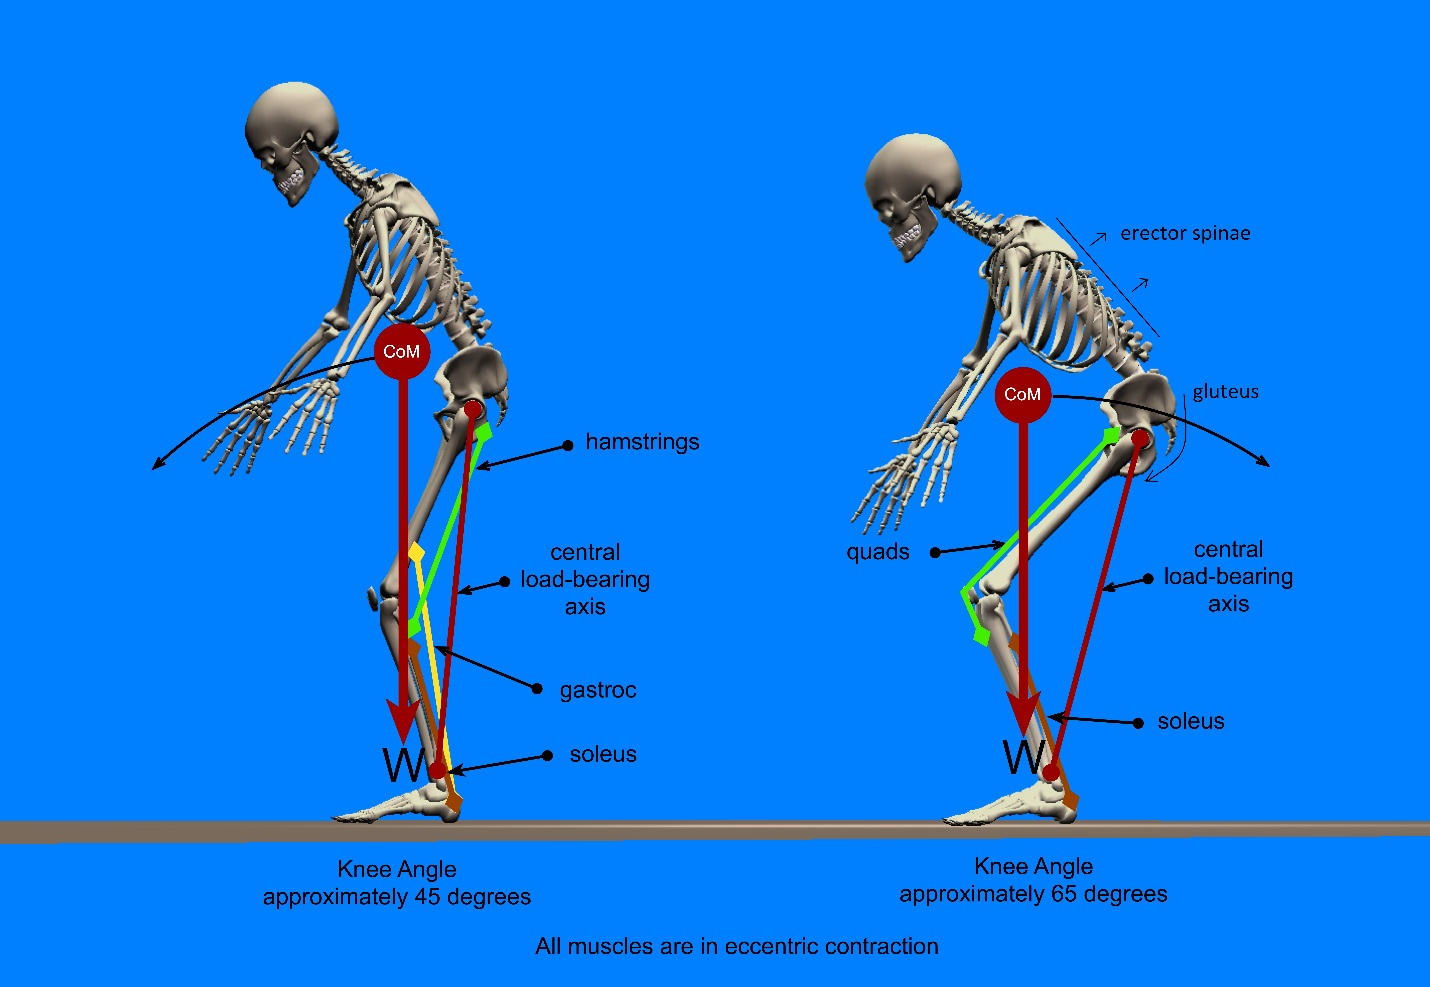 erector spinae
CoM
CoM
gluteus
hamstrings
quads
central
load-bearing
axis
central
load-bearing
axis
gastroc
soleus
soleus
W
W
Knee Angle
approximately 45 degrees
Knee Angle
approximately 65 degrees
All muscles are in eccentric contraction